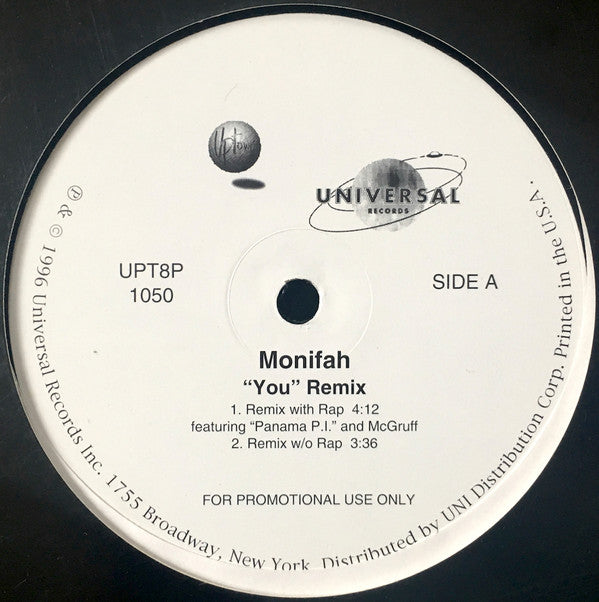 Uptown
UNIVERSAL
RECORDS
UPT8P
1050
SIDE A
Monifah
“You” Remix
1. Remix with Rap 4:12
featuring “Panama P.I.” and McGruff
2. Remix w/o Rap 3:36
FOR PROMOTIONAL USE ONLY
℗ & © 1996 Universal Records Inc. 1755 Broadway, New York. Distributed by UNI Distribution Corp. Printed in the U.S.A.